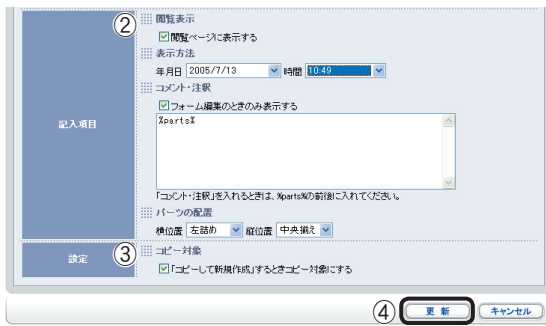 ② 閲覧表示
閲覧ページに表示する
表示方法
年月日 2005/7/13 時間 10:49
コメント・注釈
フォーム編集のときのみ表示する
記入項目
%parts%
「コメント・注釈」を入れるときは、%parts%の前後に入れてください。
パーツの配置
横位置 左詰め 縦位置 中央揃え
設定
③ コピー対象
「コピーして新規作成」するときコピー対象にする
④ 更 新 キャンセル